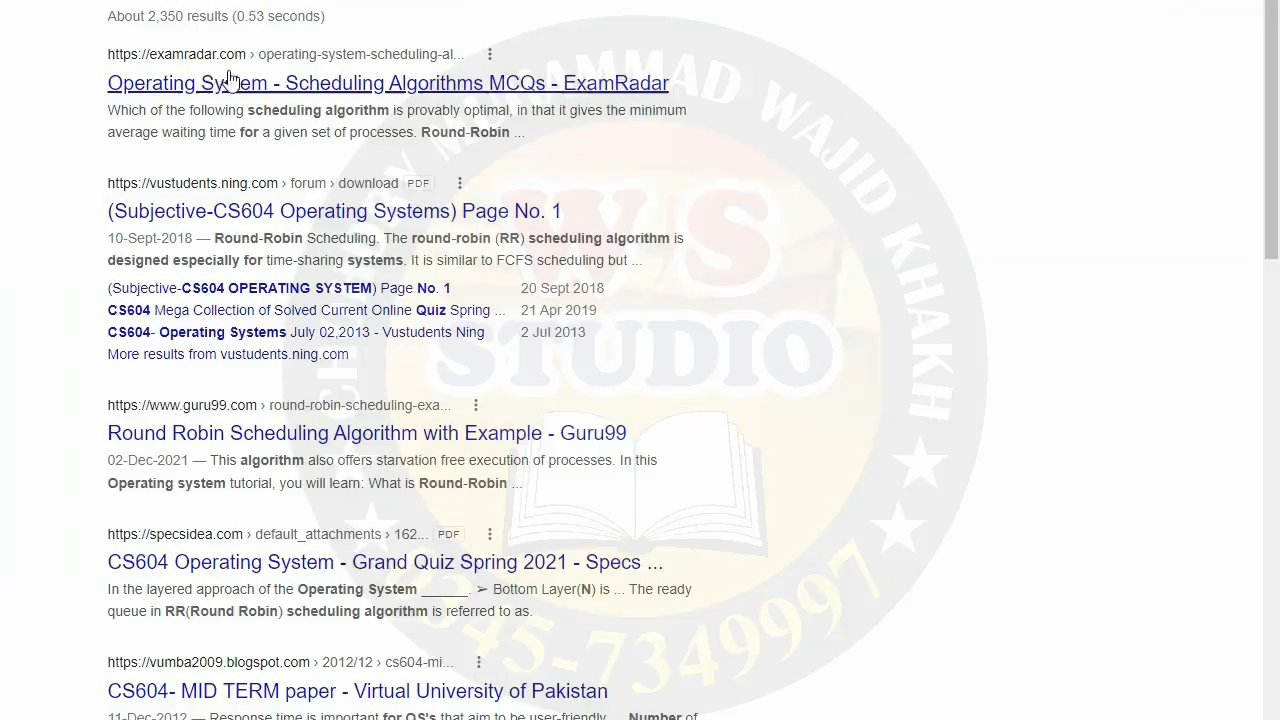 About 2,350 results (0.53 seconds)
https://examradar.com › operating-system-scheduling-al...
Operating System - Scheduling Algorithms MCQs - ExamRadar
Which of the following scheduling algorithm is provably optimal, in that it gives the minimum
average waiting time for a given set of processes. Round-Robin ...
https://vustudents.ning.com › forum › download PDF
(Subjective-CS604 Operating Systems) Page No. 1
10-Sept-2018 — Round-Robin Scheduling. The round-robin (RR) scheduling algorithm is
designed especially for time-sharing systems. It is similar to FCFS scheduling but ...
(Subjective-CS604 OPERATING SYSTEM) Page No. 1 20 Sept 2018
CS604 Mega Collection of Solved Current Online Quiz Spring ... 21 Apr 2019
CS604- Operating Systems July 02,2013 - Vustudents Ning 2 Jul 2013
More results from vustudents.ning.com
https://www.guru99.com › round-robin-scheduling-exa...
Round Robin Scheduling Algorithm with Example - Guru99
02-Dec-2021 — This algorithm also offers starvation free execution of processes. In this
Operating system tutorial, you will learn: What is Round-Robin ...
https://specsidea.com › default_attachments › 162... PDF
CS604 Operating System - Grand Quiz Spring 2021 - Specs ...
In the layered approach of the Operating System ______. ➢ Bottom Layer(N) is ... The ready
queue in RR(Round Robin) scheduling algorithm is referred to as.
https://vumba2009.blogspot.com › 2012/12 › cs604-mi...
CS604- MID TERM paper - Virtual University of Pakistan
11-Dec-2012 — Response time is important for OS's that aim to be user-friendly ... Number of
CH MUHAMMAD WAJID KHAKH
WS
STUDIO
0345-7349997